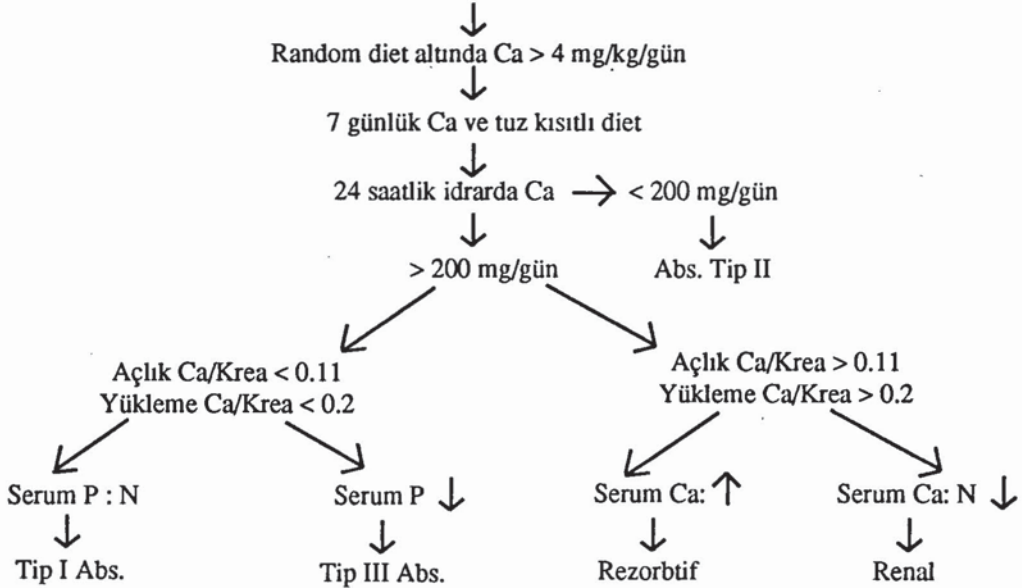 Random diet altında Ca > 4 mg/kg/gün
7 günlük Ca ve tuz kısıtlı diet
24 saatlik idrarda Ca → < 200 mg/gün
> 200 mg/gün
Abs. Tip II
Açlık Ca/Krea < 0.11
Yükleme Ca/Krea < 0.2
Açlık Ca/Krea > 0.11
Yükleme Ca/Krea > 0.2
Serum P : N
Serum P ↓
Serum Ca: ↑
Serum Ca: N ↓
Tip I Abs.
Tip III Abs.
Rezorbtif
Renal